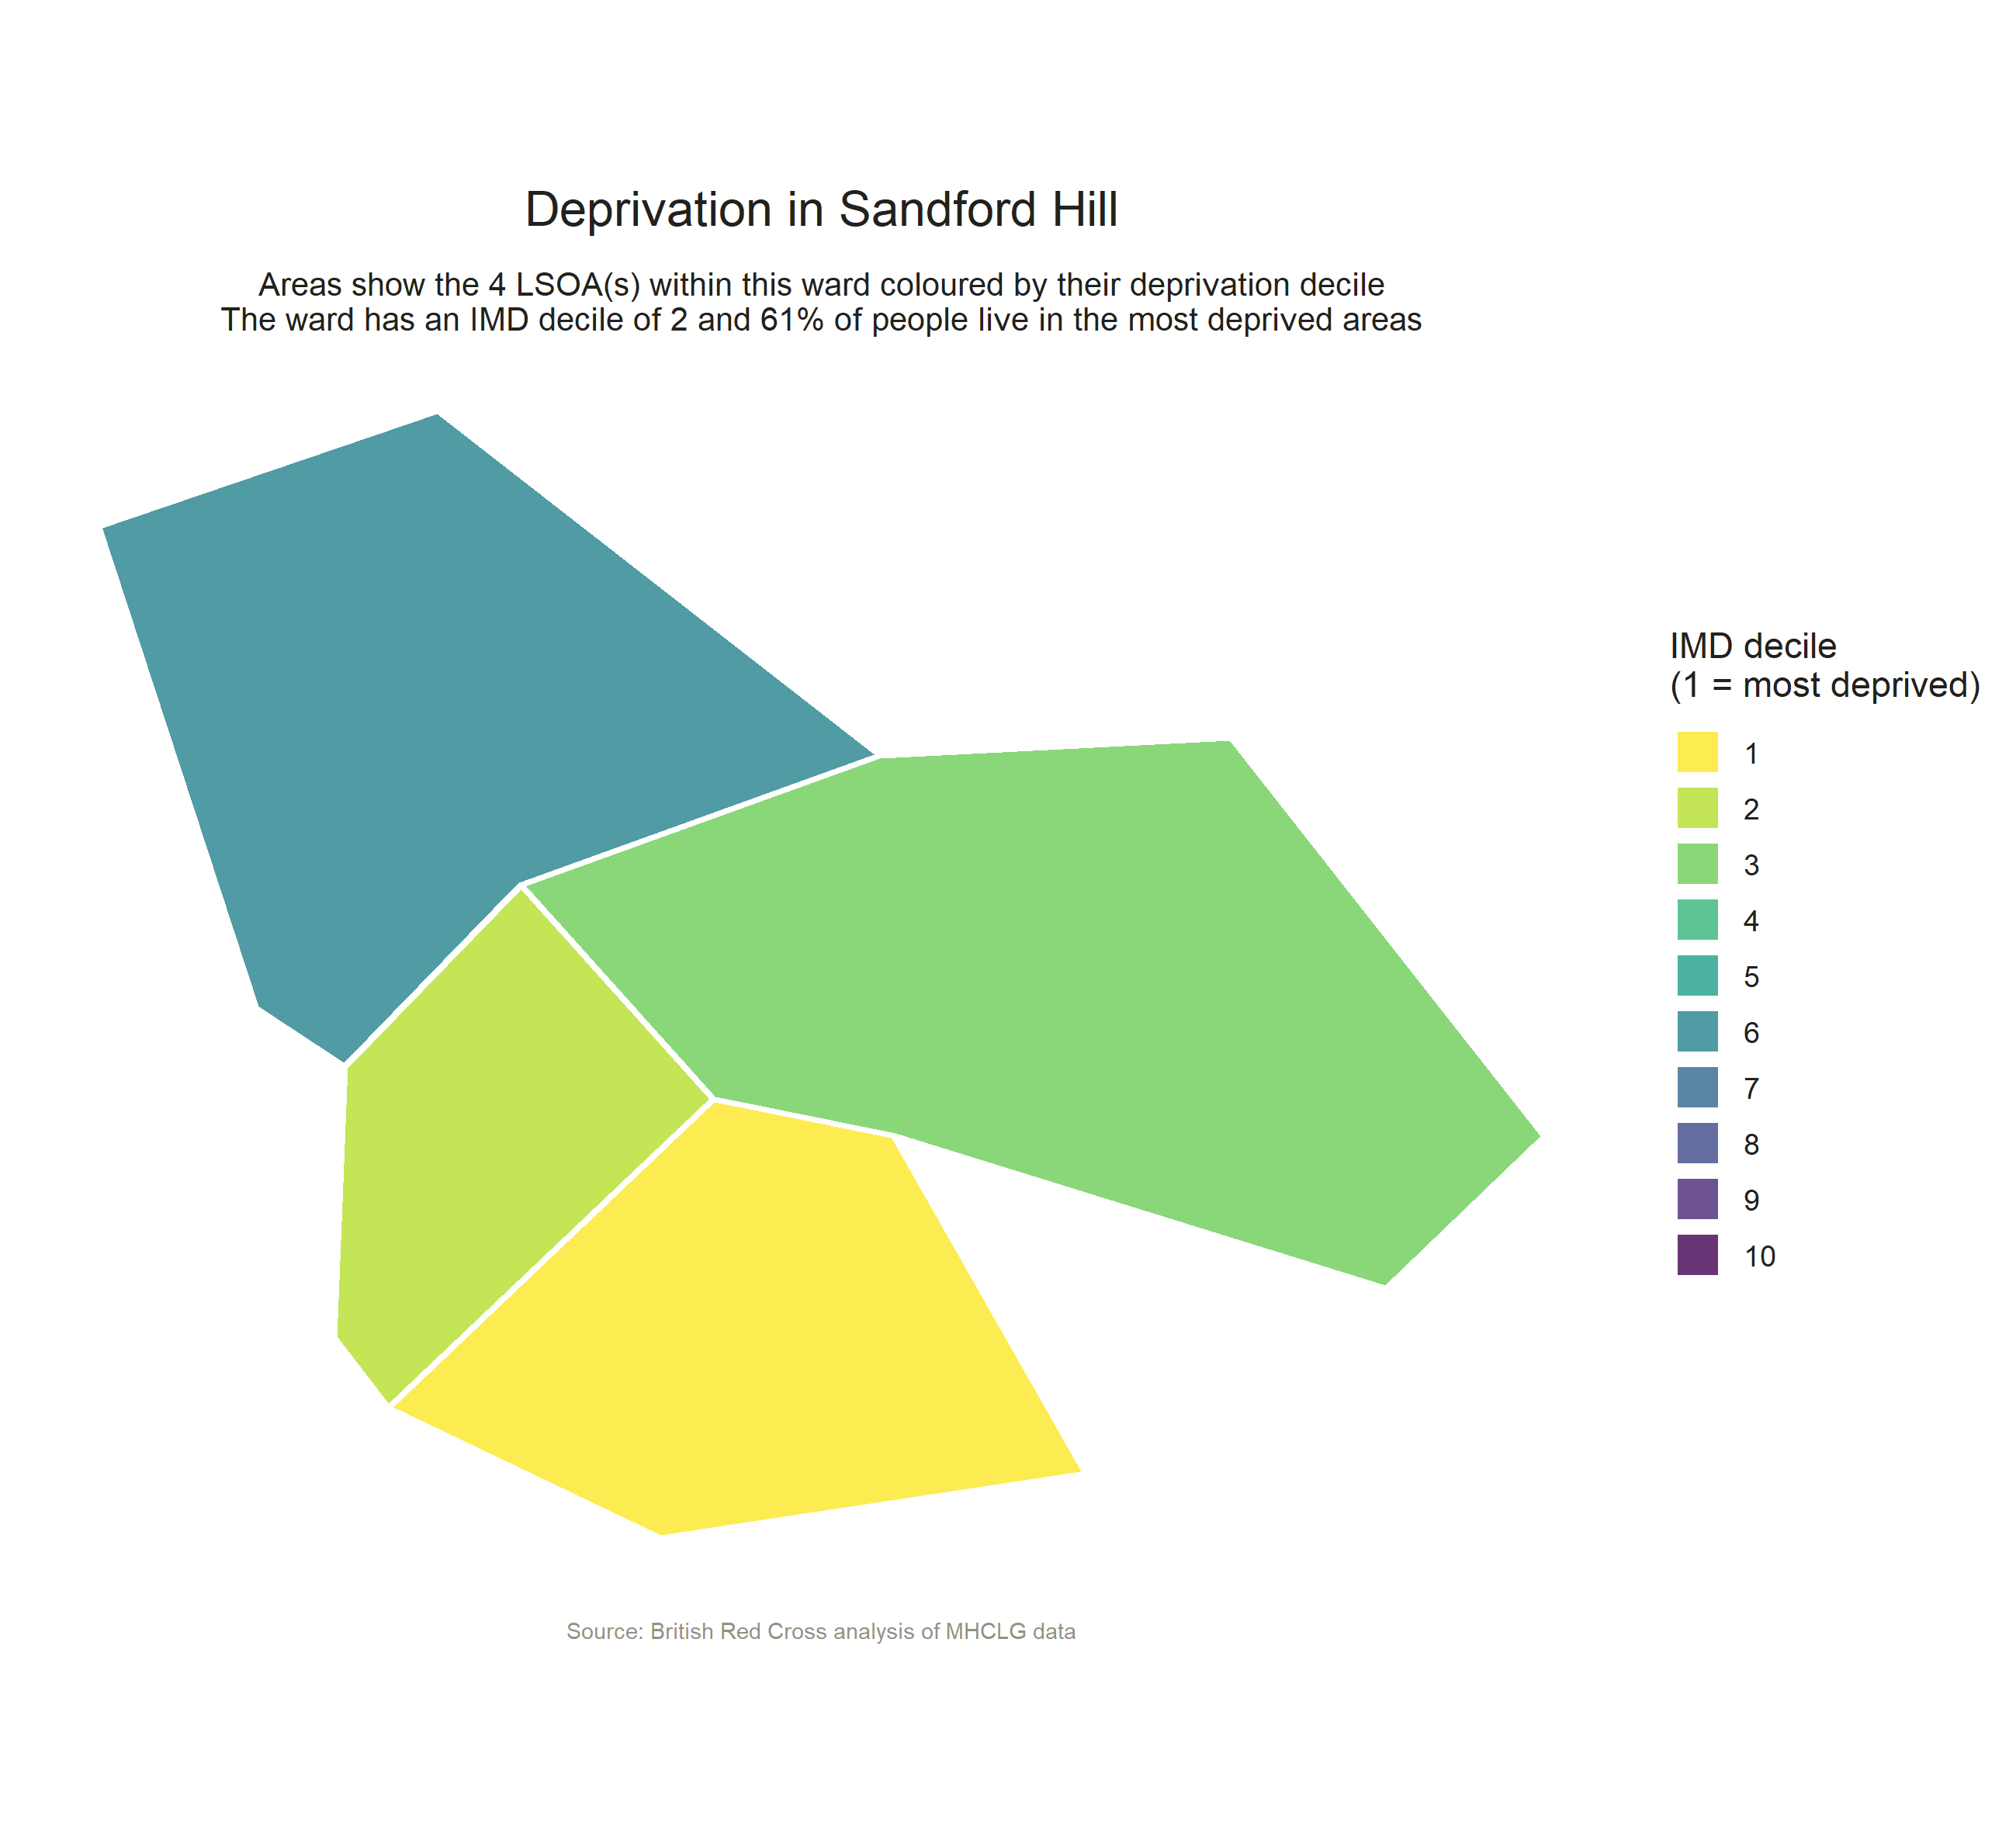 Deprivation in Sandford Hill
Areas show the 4 LSOA(s) within this ward coloured by their deprivation decile
The ward has an IMD decile of 2 and 61% of people live in the most deprived areas
IMD decile
(1 = most deprived)
1
2
3
4
5
6
7
8
9
10
Source: British Red Cross analysis of MHCLG data